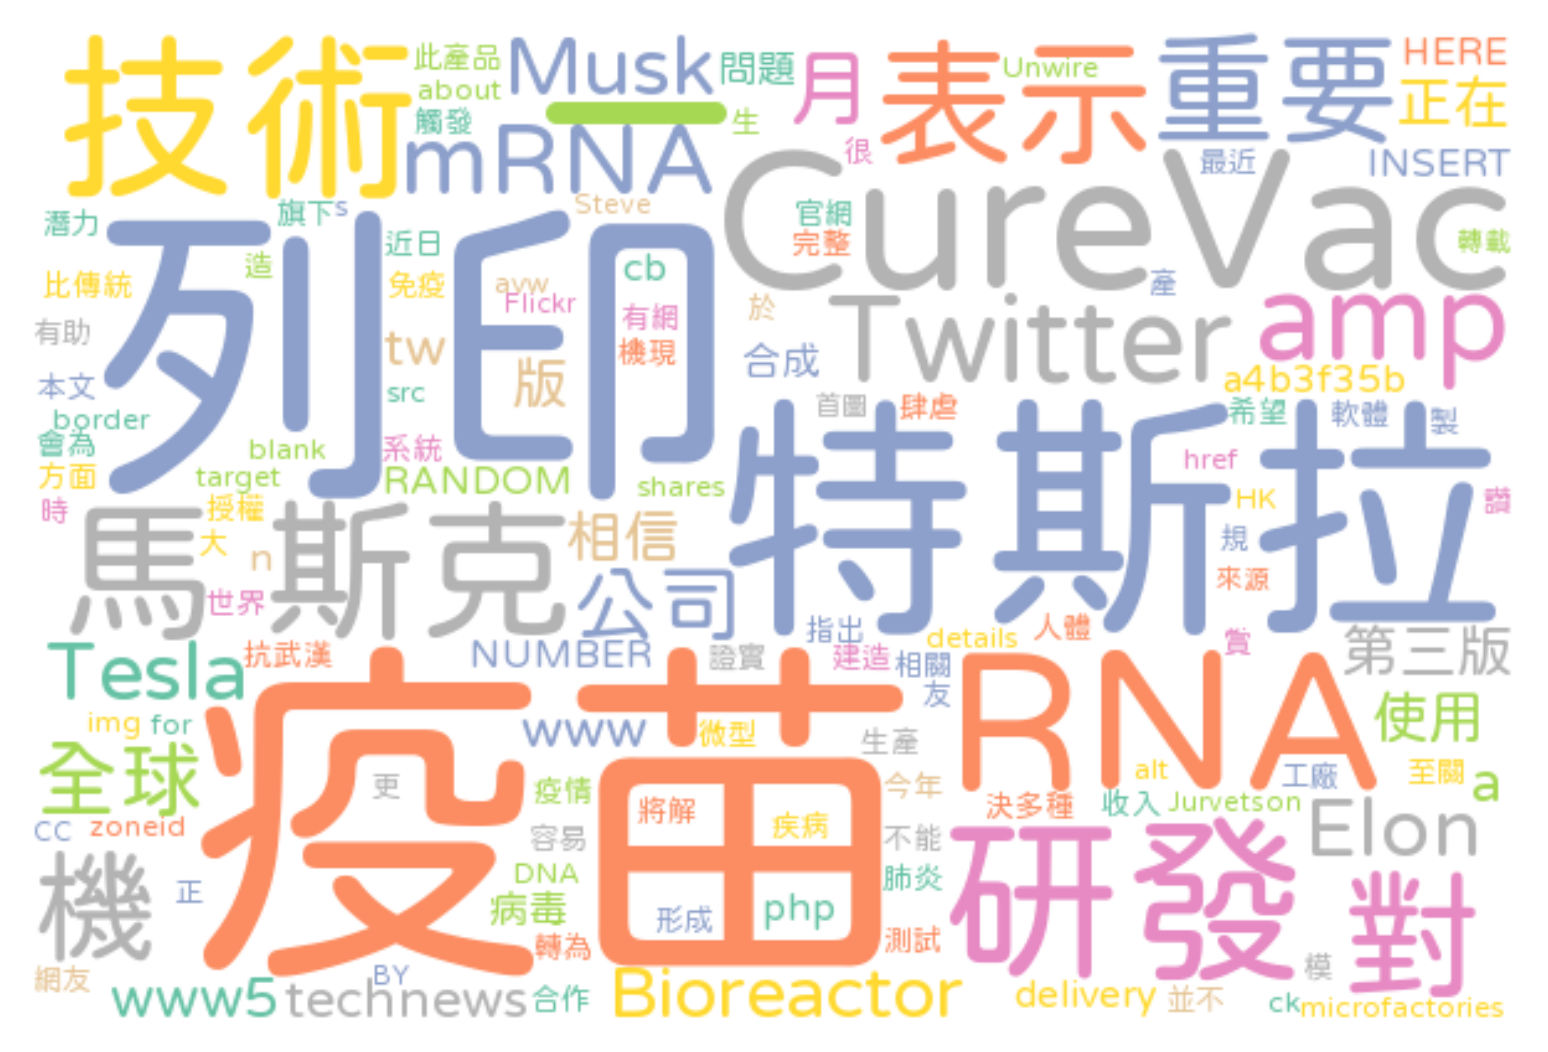 技術
此產品
about
觸發
Musk
問題
生
月
很
表示
Unwire
重要
HERE
正在
mRNA
CureVac
最近
INSERT
潛力
旗下
s
Steve
官網
完整
轉載
列印
造
近日
免疫
cb
avw
Flickr
有網
機現
比傳統
有助
本文
tw
src
版
於
合成
產
Twitter
amp
a4b3f35b
border
會為
方面
時
blank
target
系統
RANDOM
shares
首圖
肆虐
希望
軟體
製
特斯拉
href
HK
讚
規
來源
馬斯克
授權
大
n
世界
相信
公司
指出
details
人體
賞
第三版
Tesla
抗武漢
NUMBER
證實
建造
相關
友
RNA
使用
img
for
疫苗
www
微型
生產
全球
更
疫情
將解
疾病
今年
決多種
alt
收入
Jurvetson
工廠
至關
a
CC
zoneid
容易
不能
Elon
機
正
DNA
病毒
形成
php
肺炎
研發
對
轉為
測試
模
網友
BY
www5
technews
合作
Bioreactor
delivery
並不
ck
microfactories